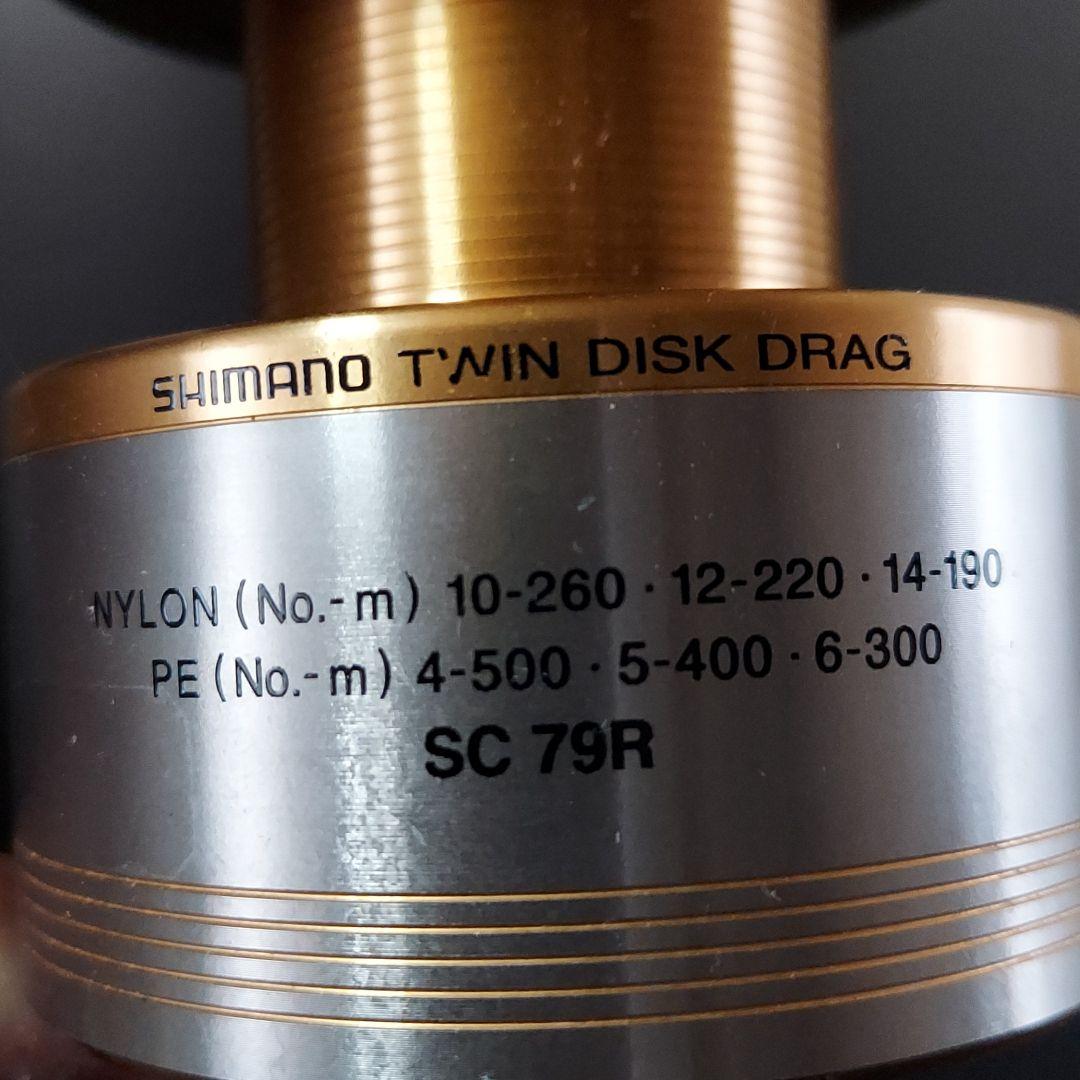 SHIMANO TWIN DISK DRAG
NYLON (No.-m) 10-260 · 12-220 · 14-190
PE (No.-m) 4-500 · 5-400 · 6-300
SC 79R